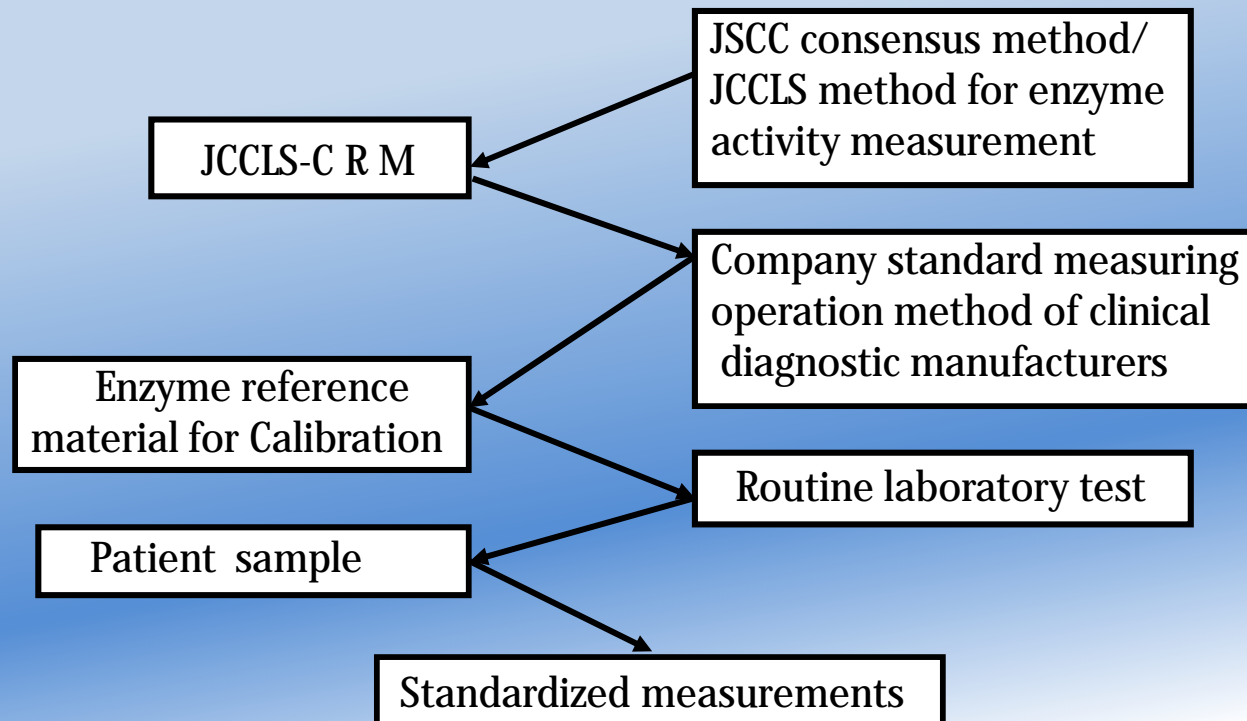 JSCC consensus method/
JCCLS method for enzyme
activity measurement
JCCLS-C R M
Company standard measuring
operation method of clinical
diagnostic manufacturers
Enzyme reference
material for Calibration
Routine laboratory test
Patient sample
Standardized measurements